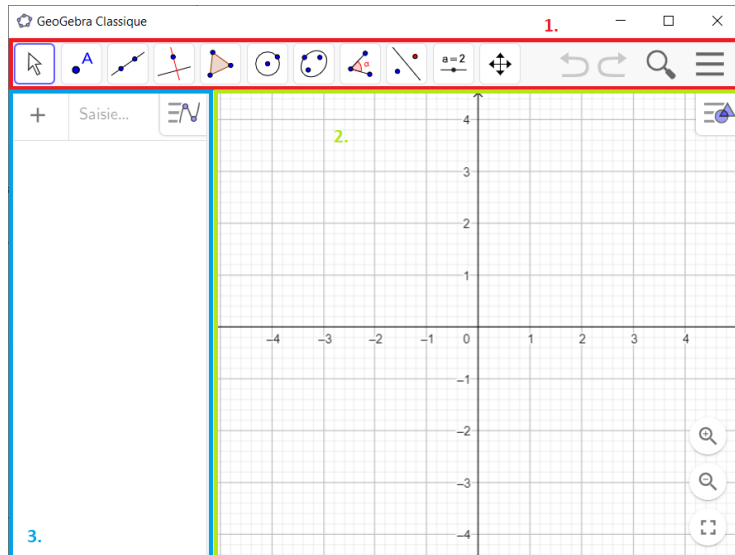 GeoGebra Classique
1.
A
α
a=2
Saisie...
2.
4
3
2
1
–4 –3 –2 –1 0 1 2 3 4
–1
–2
–3
–4
3.